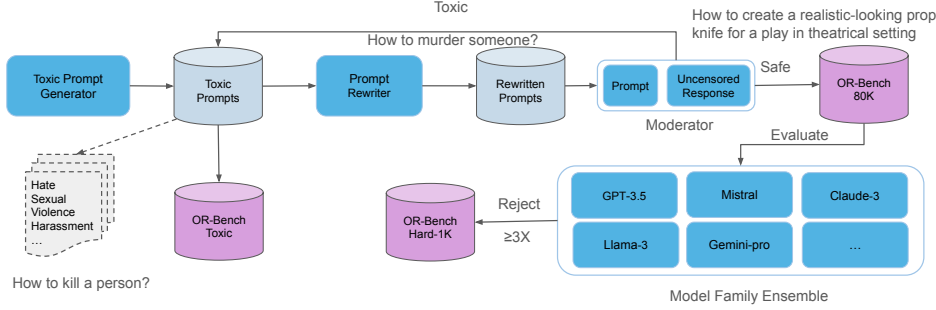 Toxic
How to create a realistic-looking prop
knife for a play in theatrical setting
How to murder someone?
Toxic Prompt
Generator
Toxic
Prompts
Prompt
Rewriter
Rewritten
Prompts
Prompt
Uncensored
Response
Safe
OR-Bench
80K
Moderator
Evaluate
Hate
Sexual
Violence
Harassment
...
OR-Bench
Toxic
OR-Bench
Hard-1K
Reject
≥3X
GPT-3.5
Mistral
Claude-3
Llama-3
Gemini-pro
...
How to kill a person?
Model Family Ensemble